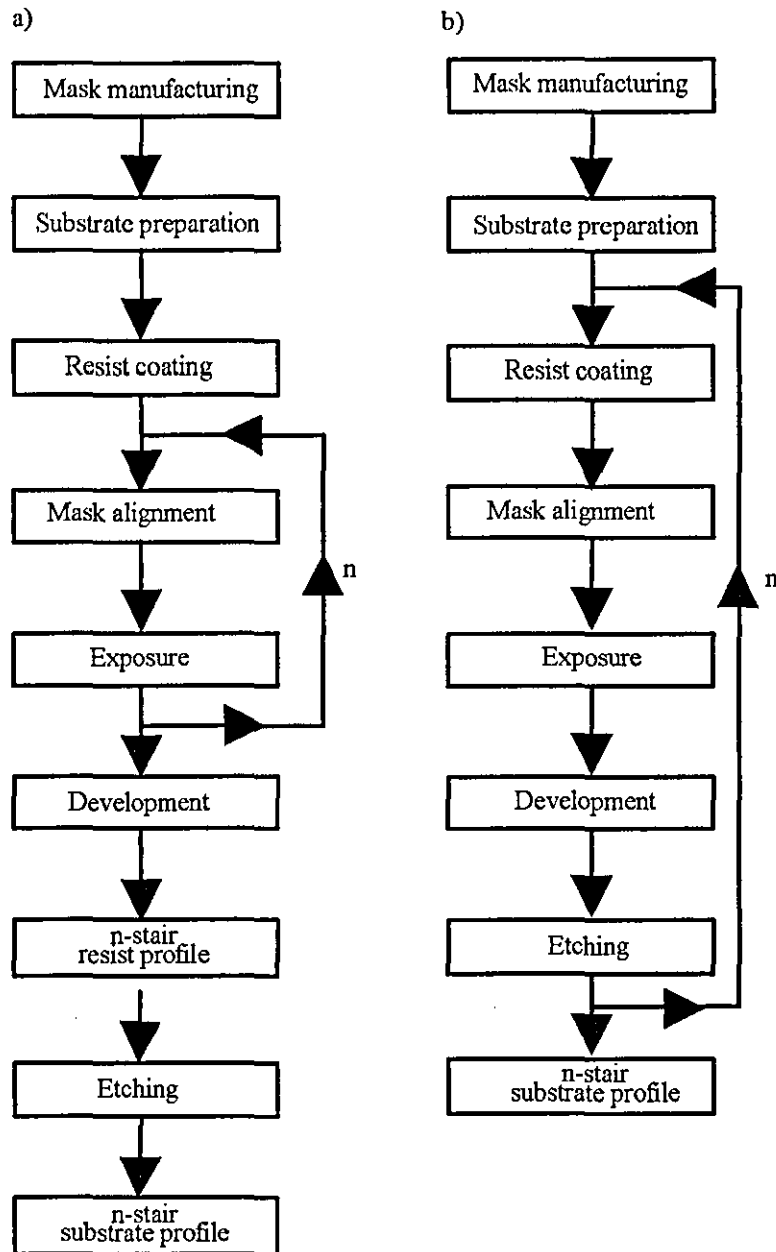 a)
Mask manufacturing
Substrate preparation
Resist coating
Mask alignment
n
Exposure
Development
n-stair
resist profile
Etching
n-stair
substrate profile
b)
Mask manufacturing
Substrate preparation
Resist coating
Mask alignment
n
Exposure
Development
Etching
n-stair
substrate profile